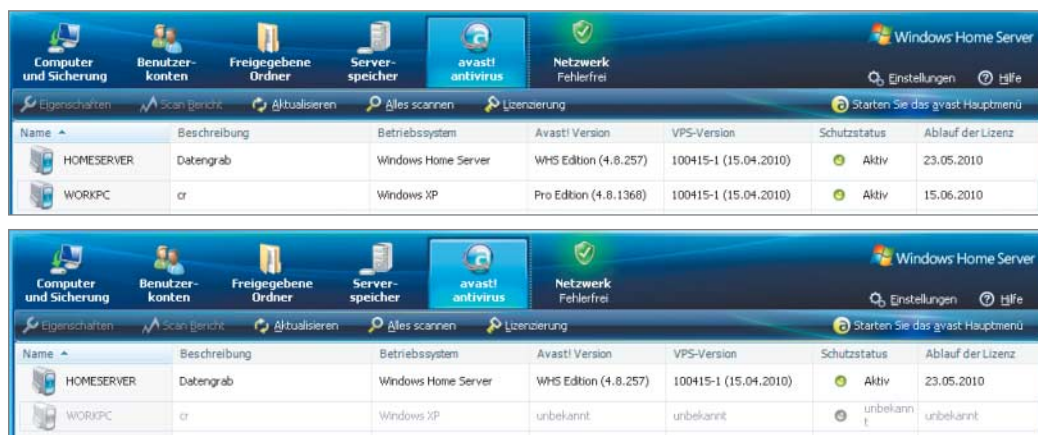 Computer und Sicherung
Benutzer-konten
Freigegebene Ordner
Server-speicher
avast! antivirus
Netzwerk Fehlerfrei
Windows Home Server
Einstellungen Hilfe
Eigenschaften Scan Bericht Aktualisieren Alles scannen Lizenzierung Starten Sie das avast Hauptmenü
Name Beschreibung Betriebssystem Avast! Version VPS-Version Schutzstatus Ablauf der Lizenz
HOMESERVER Datengrab Windows Home Server WHS Edition (4.8.257) 100415-1 (15.04.2010) Aktiv 23.05.2010
WORKPC cr Windows XP Pro Edition (4.8.1368) 100415-1 (15.04.2010) Aktiv 15.06.2010
Computer und Sicherung
Benutzer-konten
Freigegebene Ordner
Server-speicher
avast! antivirus
Netzwerk Fehlerfrei
Windows Home Server
Einstellungen Hilfe
Eigenschaften Scan Bericht Aktualisieren Alles scannen Lizenzierung Starten Sie das avast Hauptmenü
Name Beschreibung Betriebssystem Avast! Version VPS-Version Schutzstatus Ablauf der Lizenz
HOMESERVER Datengrab Windows Home Server WHS Edition (4.8.257) 100415-1 (15.04.2010) Aktiv 23.05.2010
WORKPC cr Windows XP unbekannt unbekannt unbekannt unbekannt